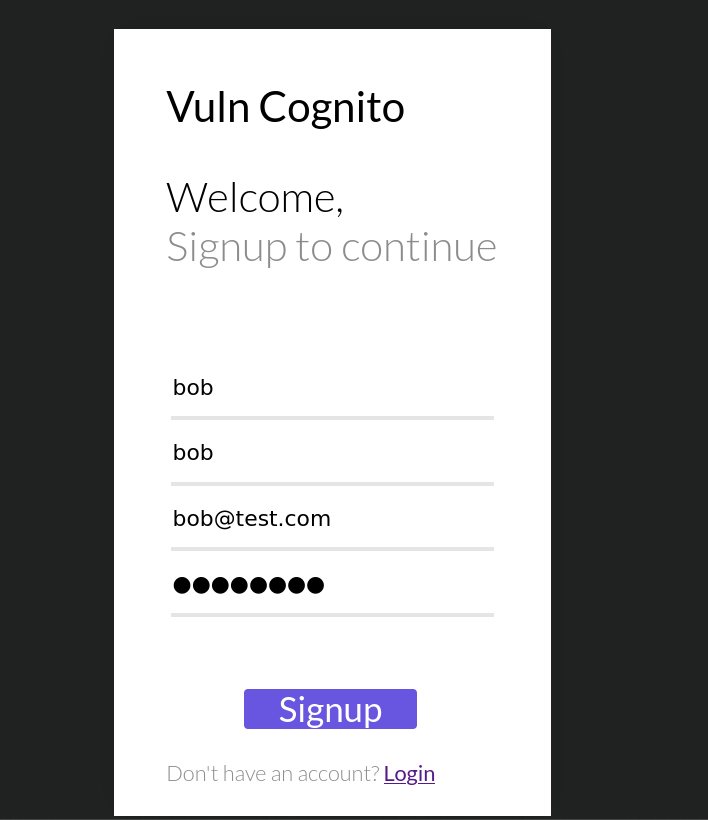 Vuln Cognito
Welcome,
Signup to continue
bob
bob
bob@test.com
●●●●●●●●
Signup
Don't have an account? Login